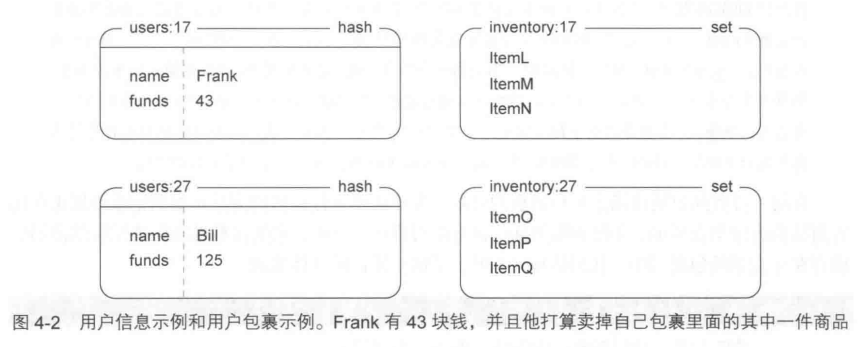 users:17 hash
name Frank
funds 43
inventory:17 set
ItemL
ItemM
ItemN
users:27 hash
name Bill
funds 125
inventory:27 set
ItemO
ItemP
ItemQ
图 4-2 用户信息示例和用户包裹示例。Frank 有 43 块钱，并且他打算卖掉自己包裹里面的其中一件商品